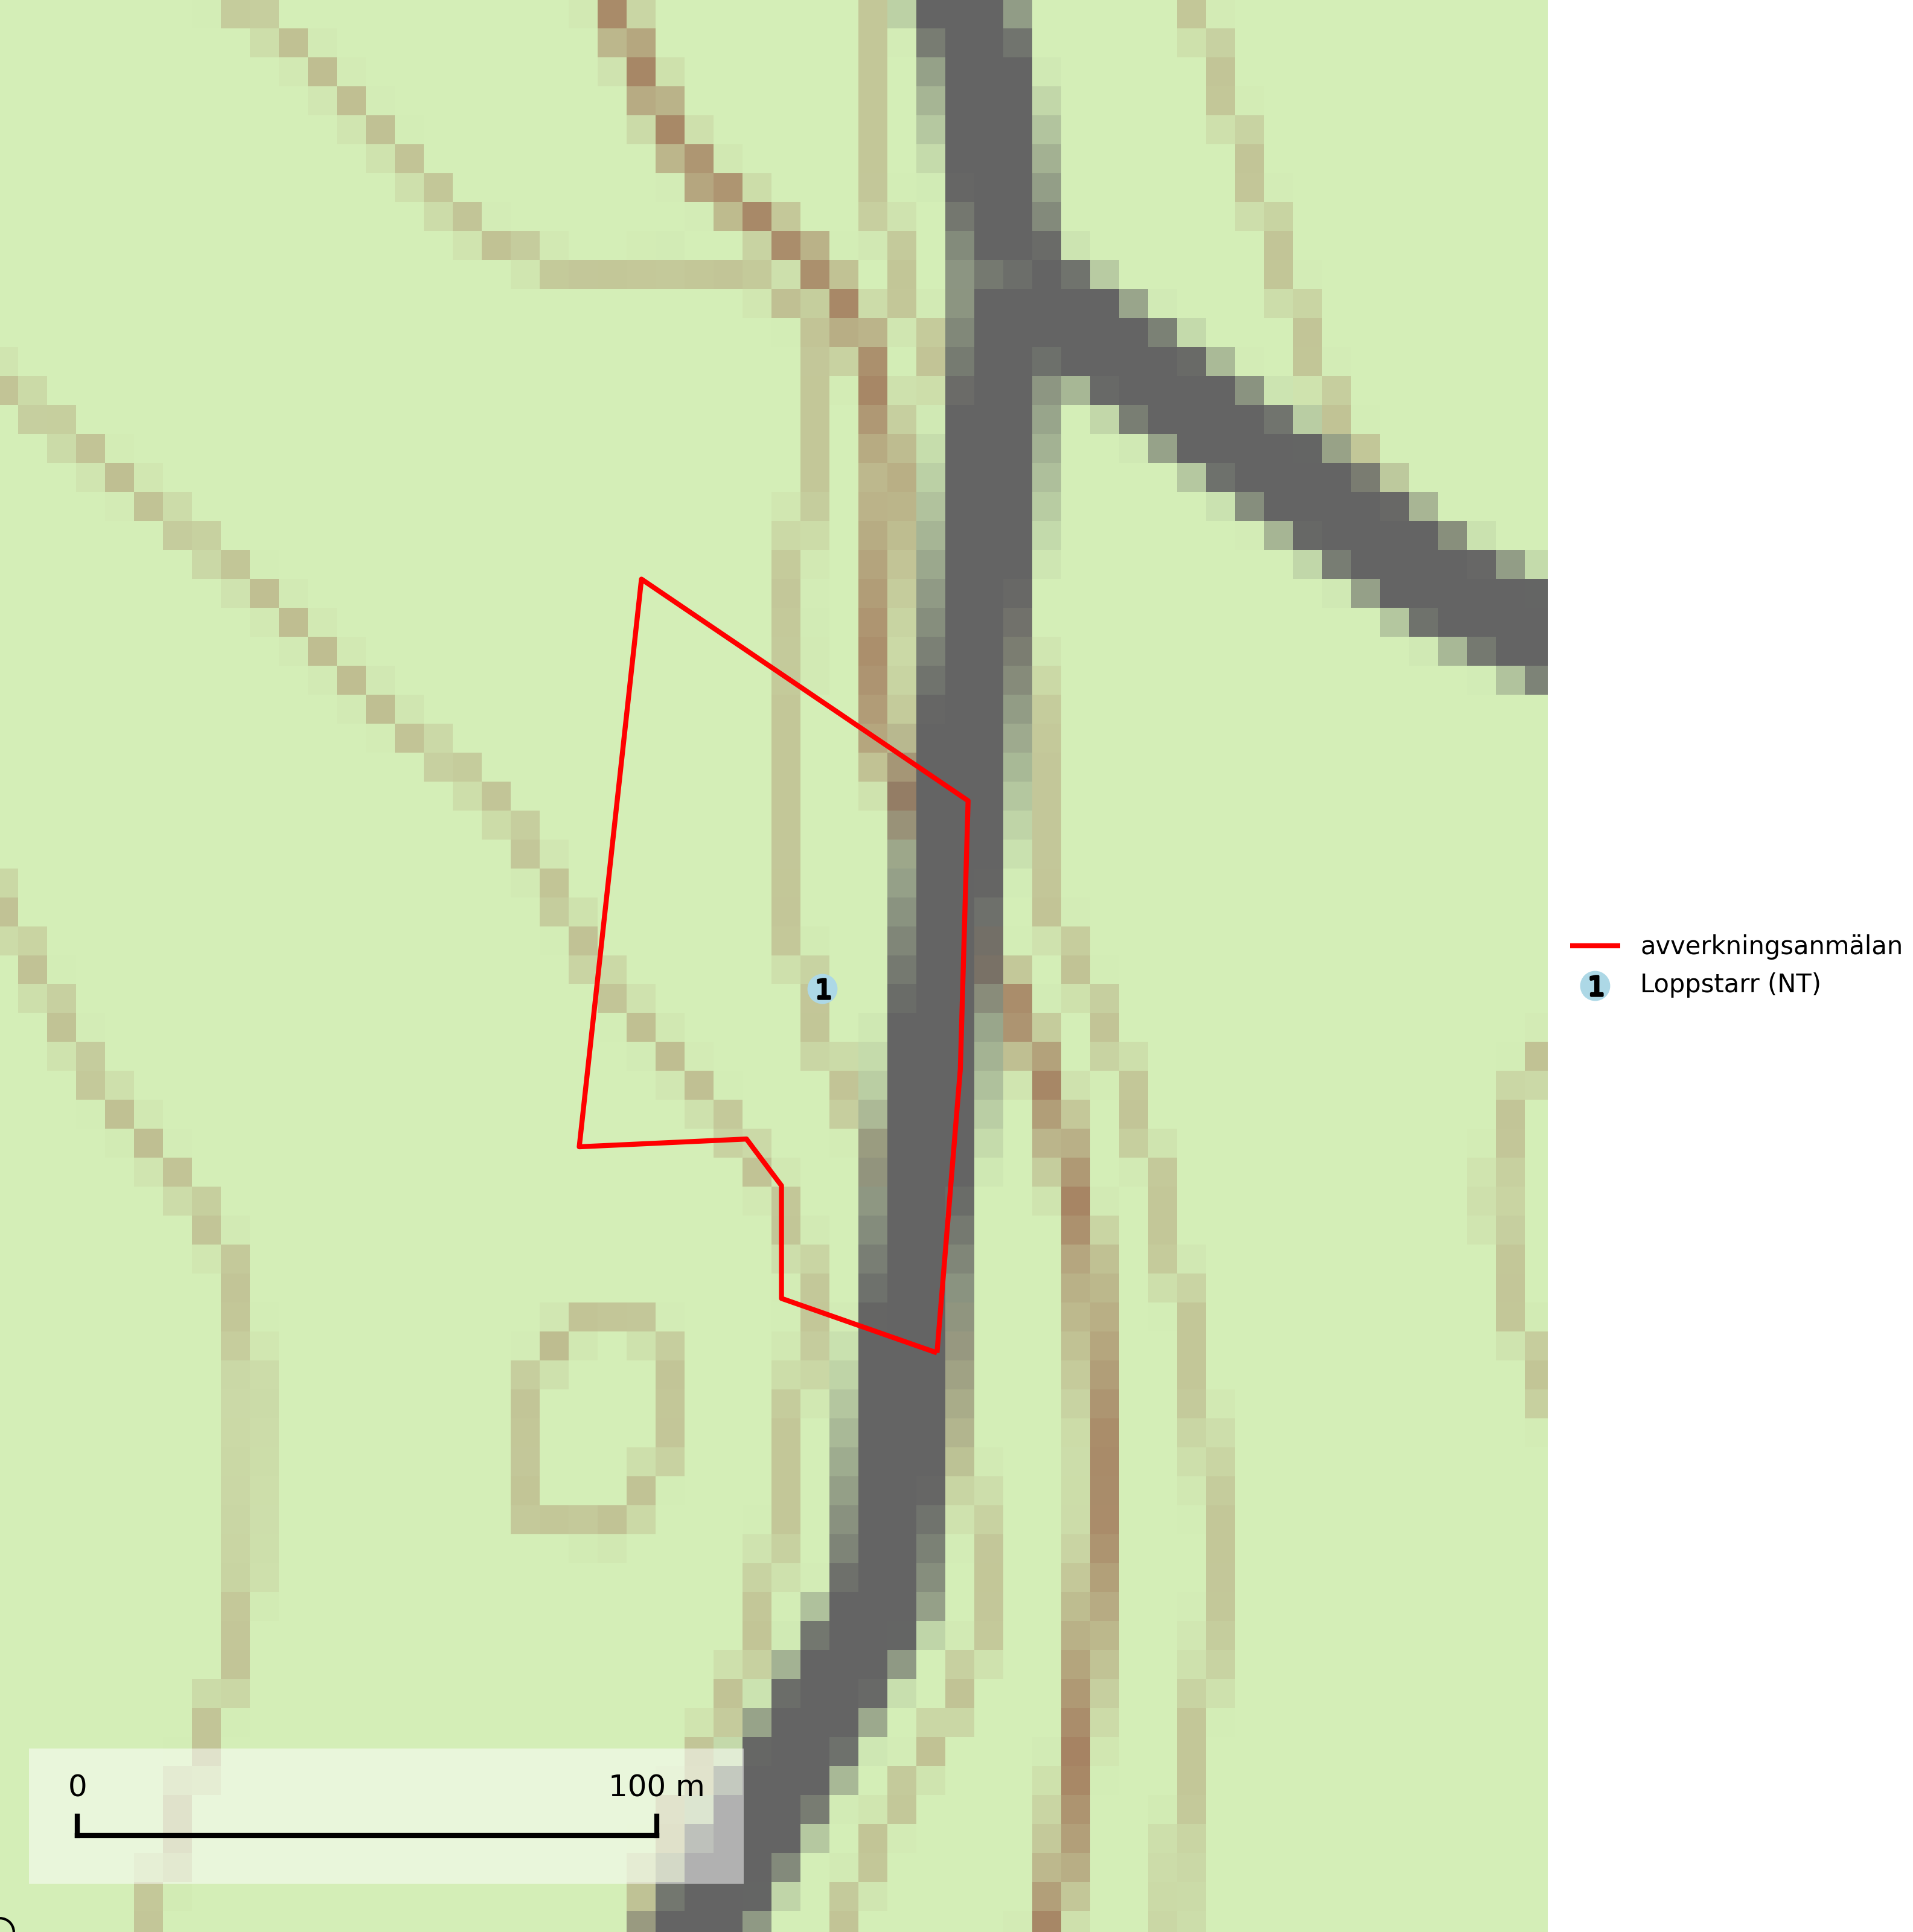 1
avverkningsanmälan
1 Loppstarr (NT)
0 100 m